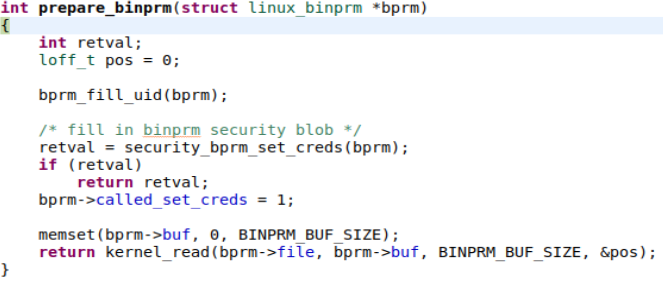 int prepare_binprm(struct linux_binprm *bprm)
{
    int retval;
    loff_t pos = 0;

    bprm_fill_uid(bprm);

    /* fill in binprm security blob */
    retval = security_bprm_set_creds(bprm);
    if (retval)
        return retval;
    bprm->called_set_creds = 1;

    memset(bprm->buf, 0, BINPRM_BUF_SIZE);
    return kernel_read(bprm->file, bprm->buf, BINPRM_BUF_SIZE, &pos);
}